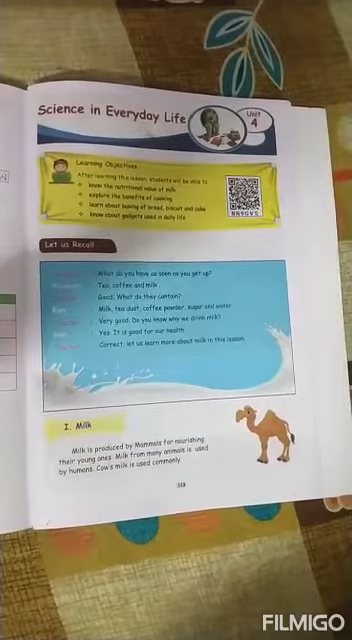 Science in Everyday Life
Unit
4
Learning Objectives
After learning this lesson, students will be able to
know the nutritional value of milk
explore the benefits of cooking
learn about baking of bread, biscuit and cake
know about gadgets used in daily life
Let us Recall
What do you have as soon as you get up?
: Tea, coffee and milk
: Good. What do they contain?
: Milk, tea dust, coffee powder, sugar and water
: Very good. Do you know why we drink milk?
: Yes. It is good for our health
Teacher : Correct, let us learn more about milk in this lesson
I. Milk
Milk is produced by Mammals for nourishing
their young ones. Milk from many animals is used
by humans. Cow's milk is used commonly
113
FILMIGO